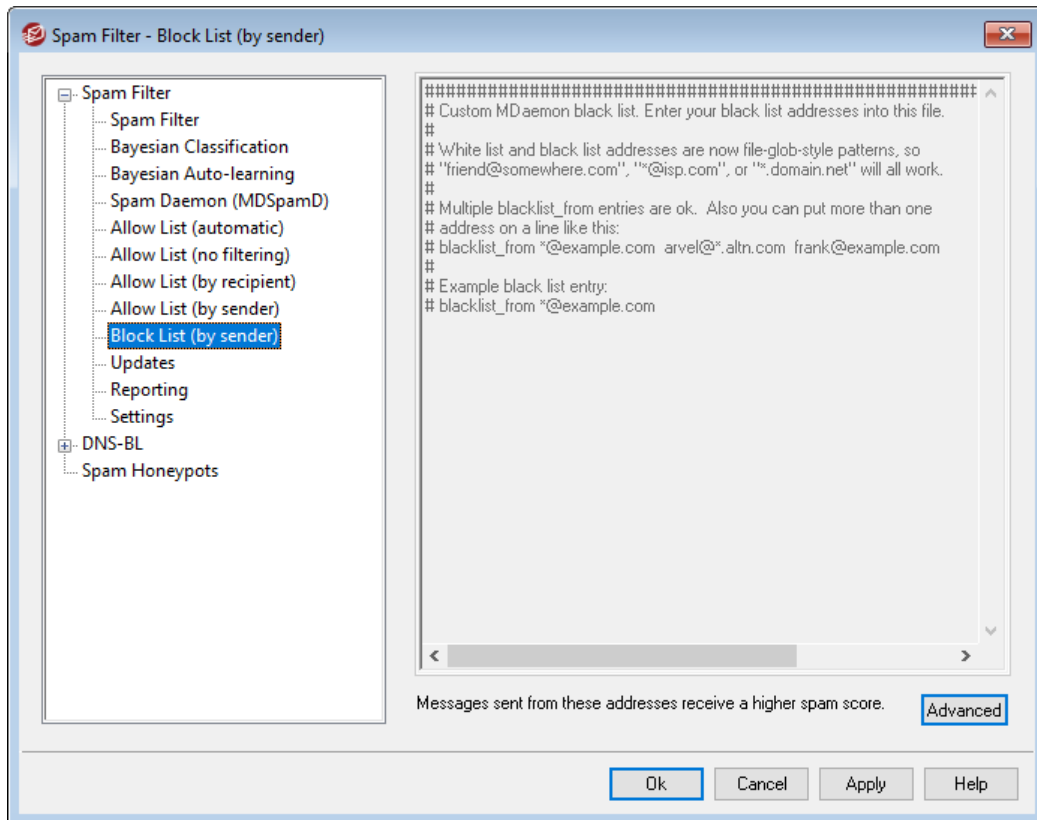 Spam Filter - Block List (by sender)
Spam Filter
Spam Filter
Bayesian Classification
Bayesian Auto-learning
Spam Daemon (MDSpamD)
Allow List (automatic)
Allow List (no filtering)
Allow List (by recipient)
Allow List (by sender)
Block List (by sender)
Updates
Reporting
Settings
DNS-BL
Spam Honeypots
##################################################################
# Custom MDaemon black list. Enter your black list addresses into this file.
#
# White list and black list addresses are now file-glob-style patterns, so
# "friend@somewhere.com", "*@isp.com", or "*.domain.net" will all work.
#
# Multiple blacklist_from entries are ok.  Also you can put more than one
# address on a line like this:
# blacklist_from *@example.com  arvel@*.altn.com  frank@example.com
#
# Example black list entry:
# blacklist_from *@example.com
Messages sent from these addresses receive a higher spam score.
Advanced
Ok
Cancel
Apply
Help